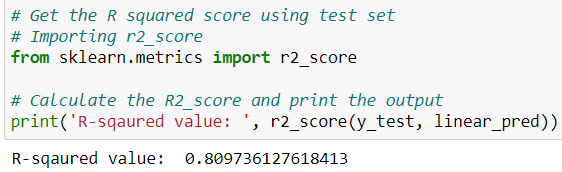 # Get the R squared score using test set
# Importing r2_score
from sklearn.metrics import r2_score
# Calculate the R2_score and print the output
print('R-sqaured value: ', r2_score(y_test, linear_pred))
R-sqaured value:  0.809736127618413